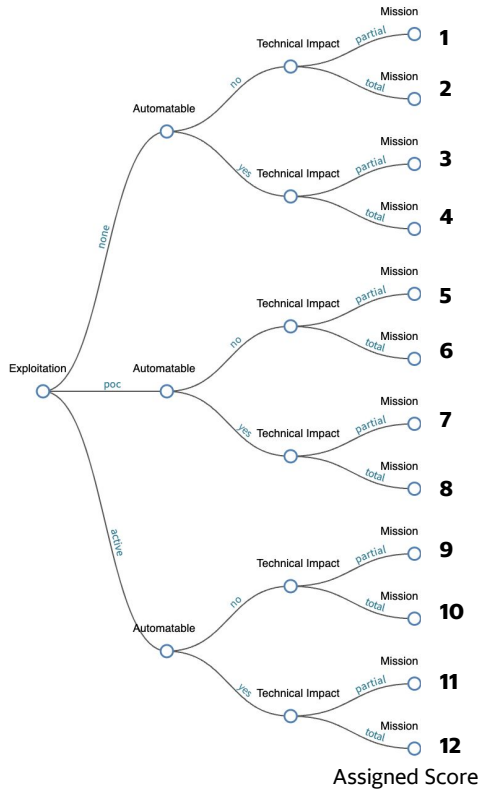 Mission
partial
1
Technical Impact
no
Mission
total
2
Automatable
Mission
partial
3
yes
Technical Impact
Mission
total
4
none
Mission
partial
5
Technical Impact
no
Mission
total
6
Exploitation
poc
Automatable
Mission
partial
7
yes
Technical Impact
Mission
total
8
active
Mission
partial
9
Technical Impact
no
Mission
total
10
Automatable
Mission
partial
11
yes
Technical Impact
Mission
total
12
Assigned Score